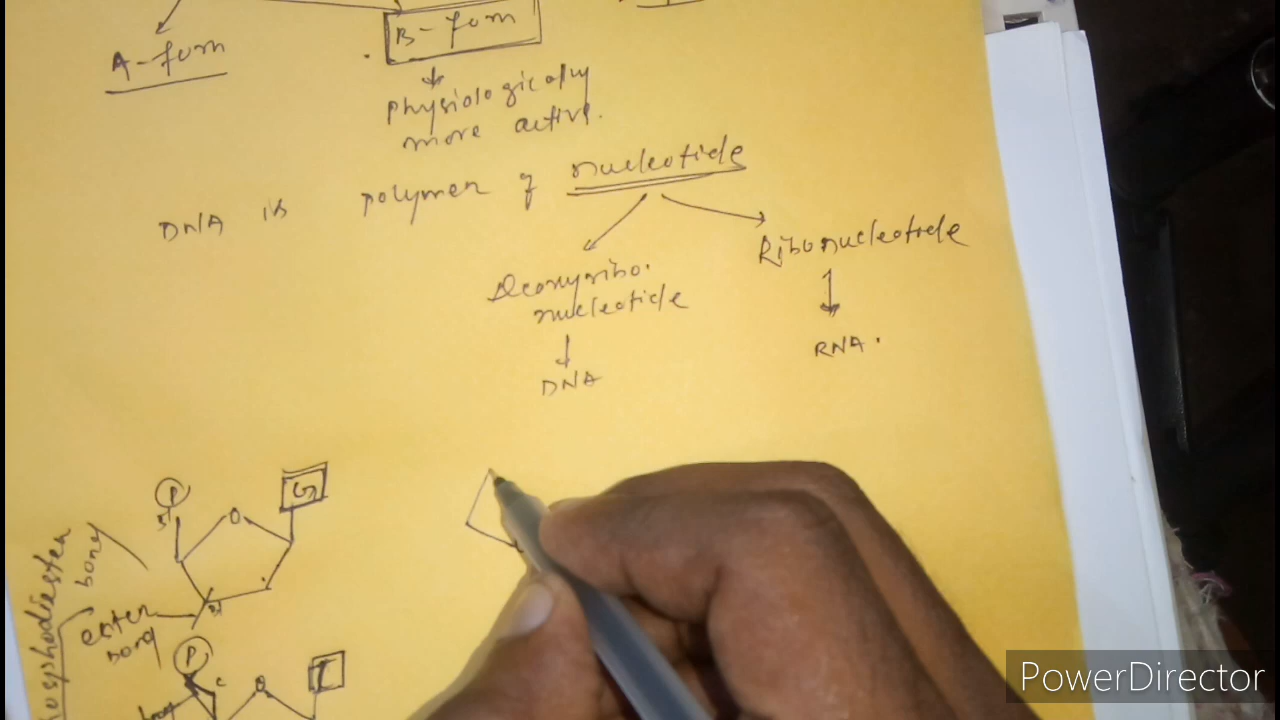 A-form
B-form
Physiologically
more active.
DNA is polymer of nucleotide
Deoxyribo.
nucleotide
DNA
Ribonucleotide
RNA.
P
5'
O
G
3'
ester
bond
bond
P
C
O
PowerDirector